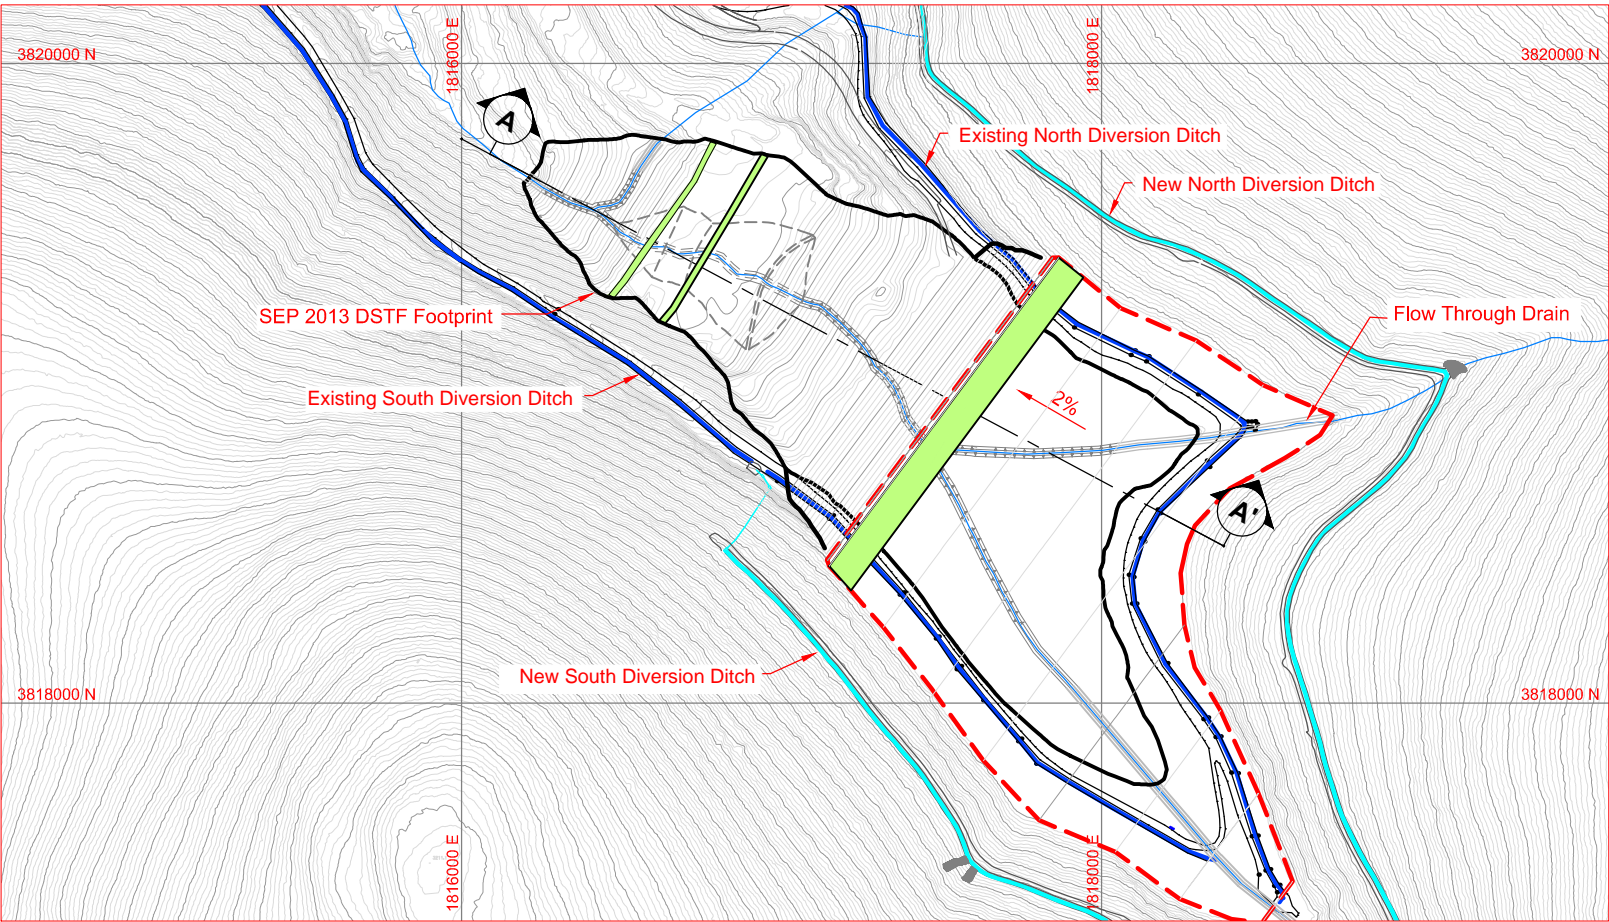 1816000 E
1818000 E
3820000 N
3820000 N
A
Existing North Diversion Ditch
New North Diversion Ditch
SEP 2013 DSTF Footprint
Flow Through Drain
Existing South Diversion Ditch
2%
A'
New South Diversion Ditch
3818000 N
3818000 N
1816000 E
1818000 E